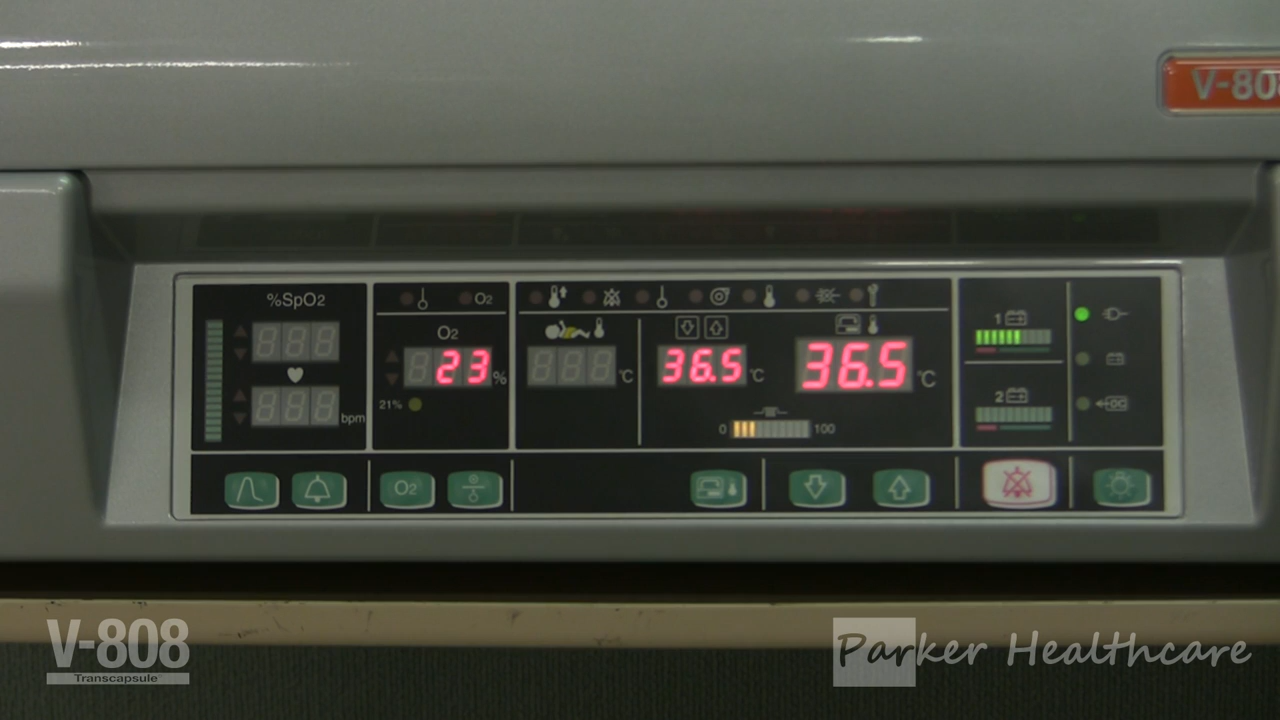 V-808
%SpO2
bpm
O2
O2
23 %
21%
°C
36.5 °C
36.5 °C
0 100
1
2
O2
V-808
Transcapsule
Parker Healthcare